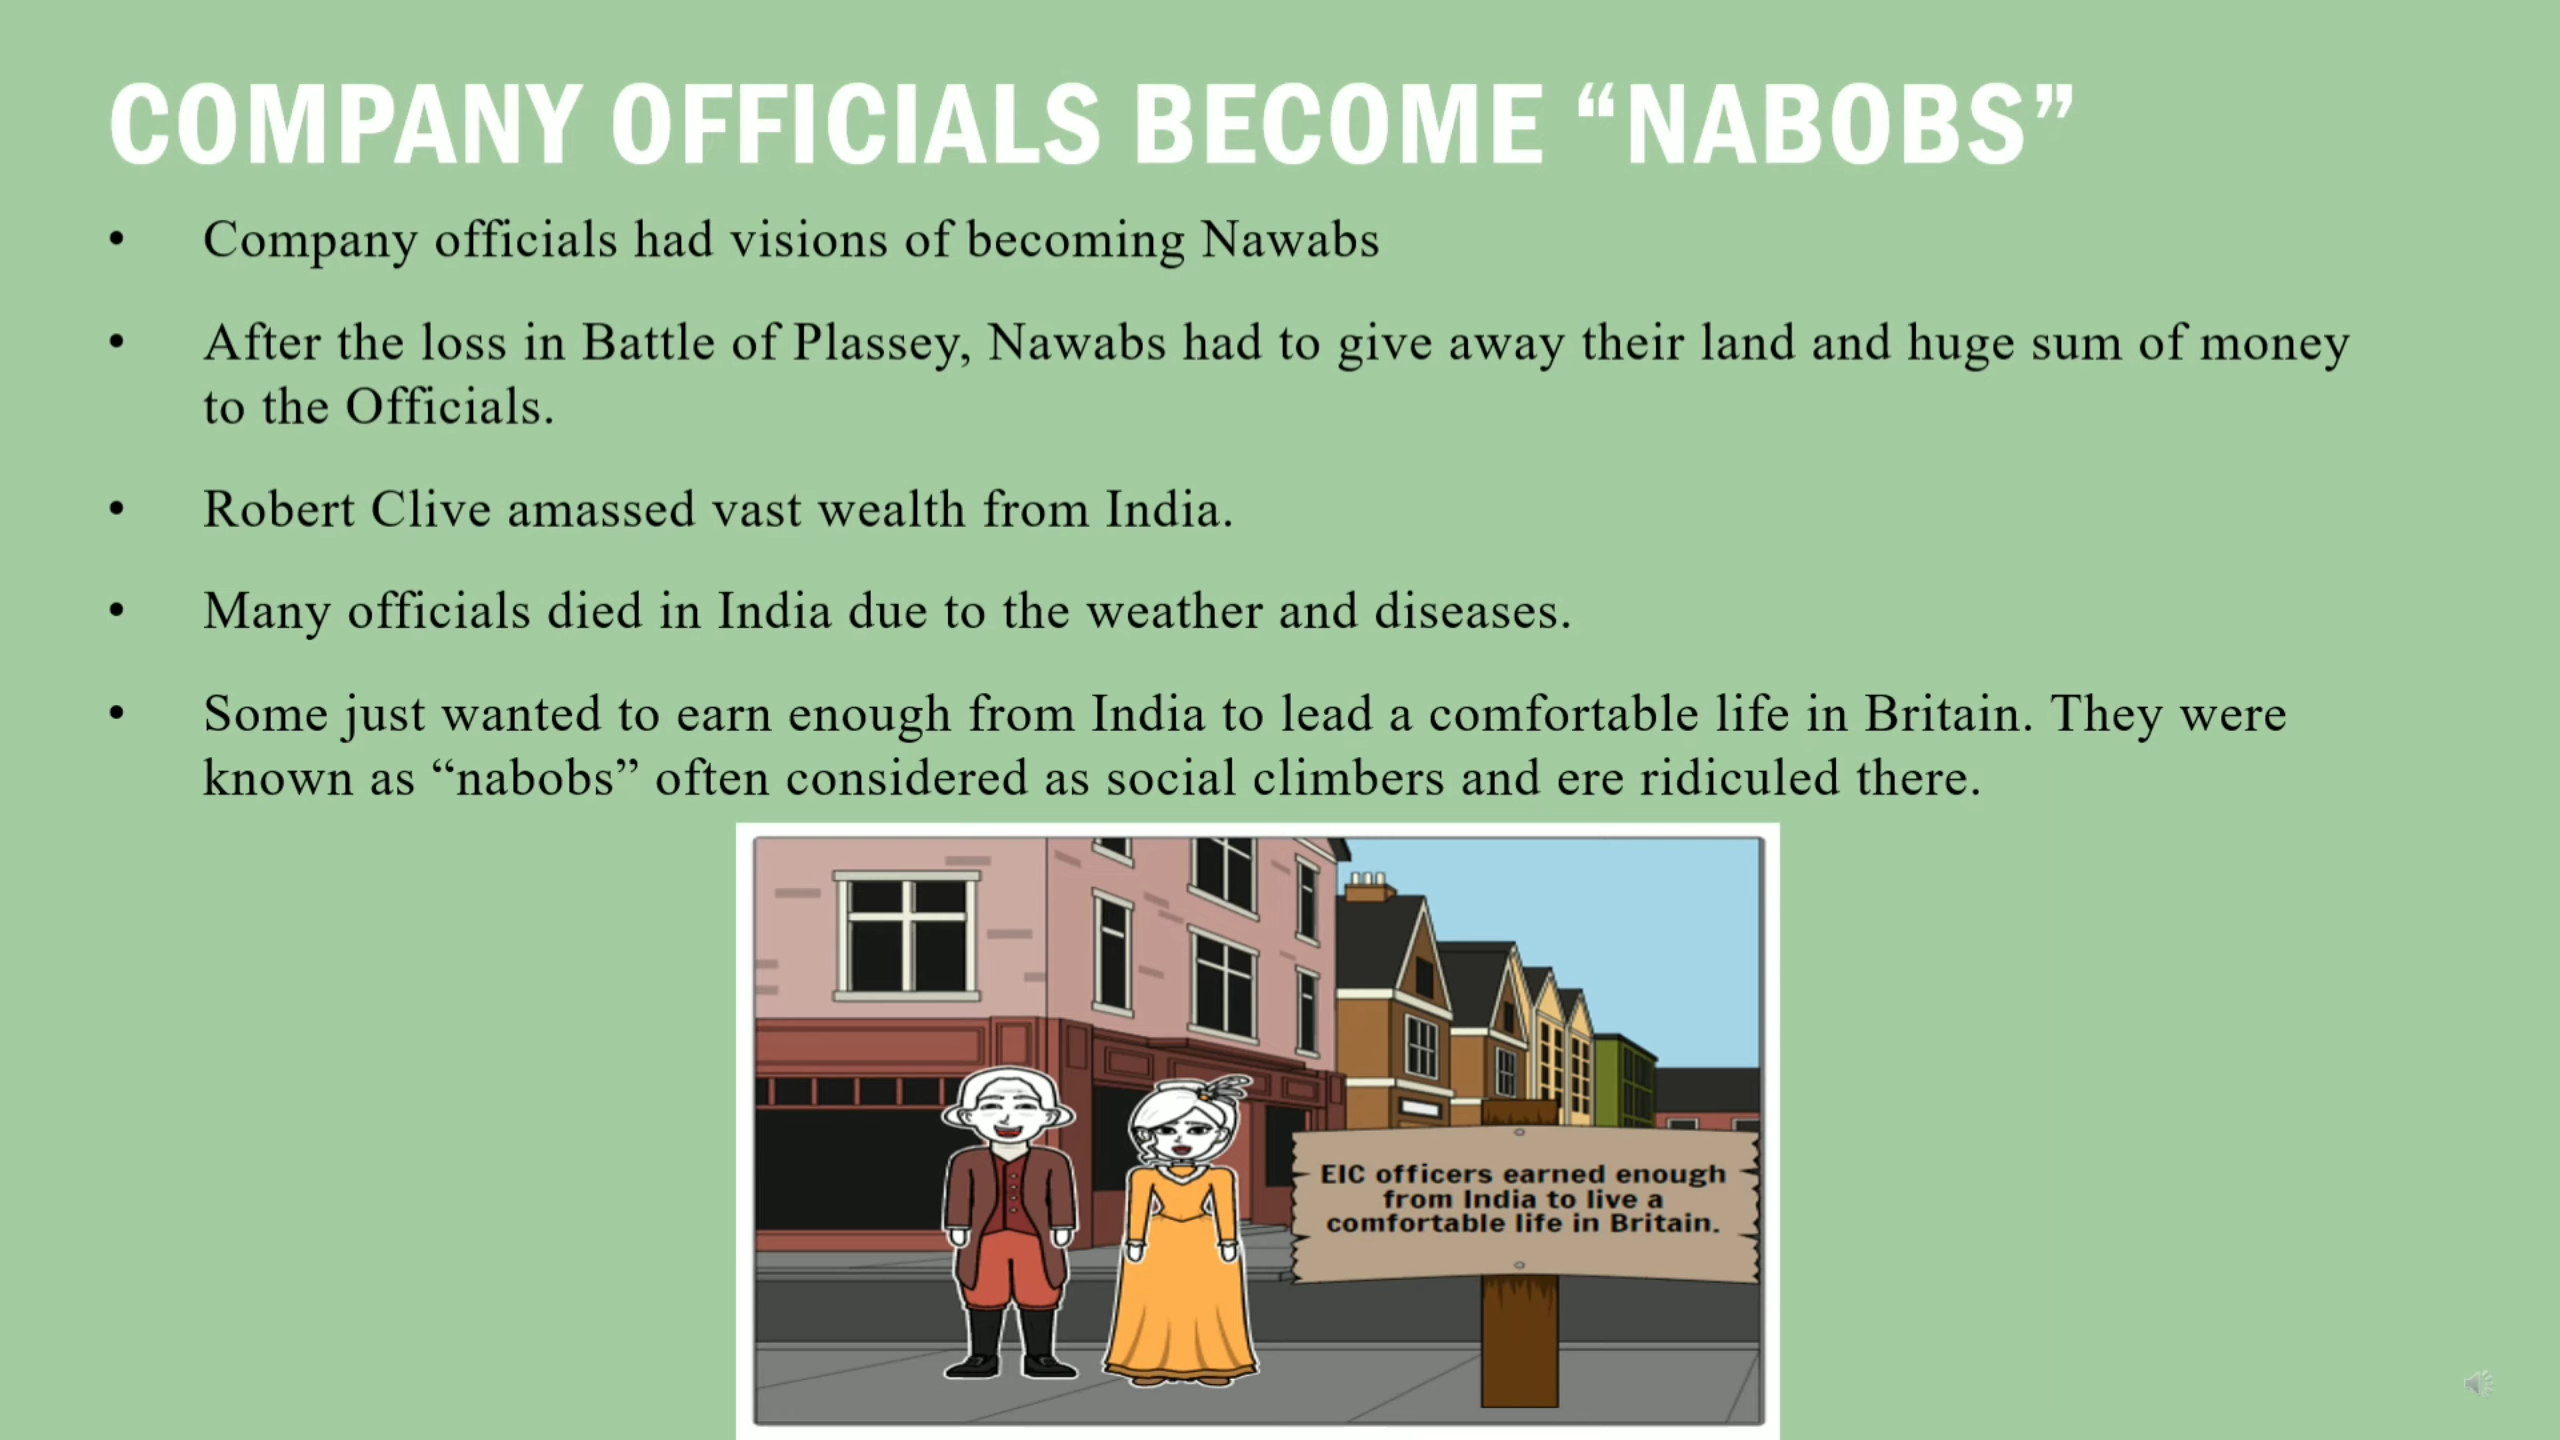 COMPANY OFFICIALS BECOME “NABOBS”
• Company officials had visions of becoming Nawabs
• After the loss in Battle of Plassey, Nawabs had to give away their land and huge sum of money
to the Officials.
• Robert Clive amassed vast wealth from India.
• Many officials died in India due to the weather and diseases.
• Some just wanted to earn enough from India to lead a comfortable life in Britain. They were
known as “nabobs” often considered as social climbers and ere ridiculed there.
EIC officers earned enough
from India to live a
comfortable life in Britain.